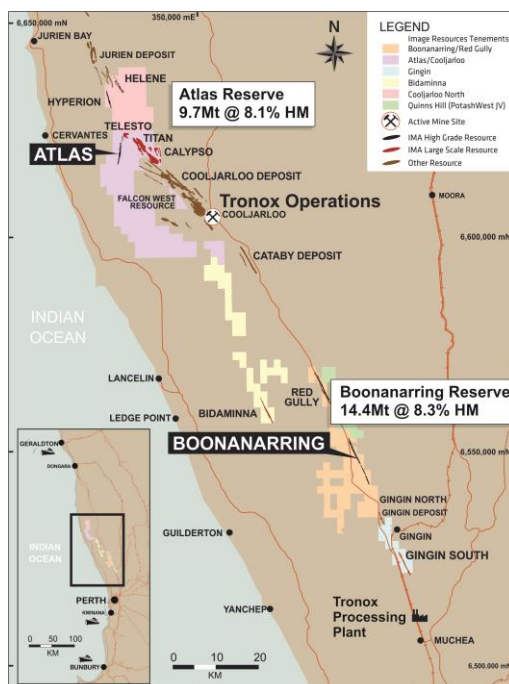 6,650,000 mN
350,000 mE
JURIEN BAY
JURIEN DEPOSIT
HELENE
HYPERION
CERVANTES
TELESTO
TITAN
ATLAS
CALYPSO
Atlas Reserve
9.7Mt @ 8.1% HM
COOLJARLOO DEPOSIT
FALCON WEST
RESOURCE
Tronox Operations
COOLJARLOO
CATABY DEPOSIT
N
LEGEND
Image Resources Tenements
Boonanarring/Red Gully
Atlas/Cooljarloo
Gingin
Bidaminna
Cooljarloo North
Quinns Hill (PotashWest JV)
Active Mine Site
IMA High Grade Resource
IMA Large Scale Resource
Other Resource
MOORA
6,600,000 mN
INDIAN
OCEAN
LANCELIN
LEDGE POINT
BIDAMINNA
RED
GULLY
Boonanarring Reserve
14.4Mt @ 8.3% HM
BOONANARRING
6,550,000 mN
GINGIN NORTH
GINGIN DEPOSIT
GINGIN
GINGIN SOUTH
GUILDERTON
YANCHEP
Tronox
Processing
Plant
MUCHEA
0 10 20
KM
6,500,000 mN
GERALDTON
DONGARA
INDIAN
OCEAN
PERTH
KWINANA
0 50 100
KM
BUNBURY